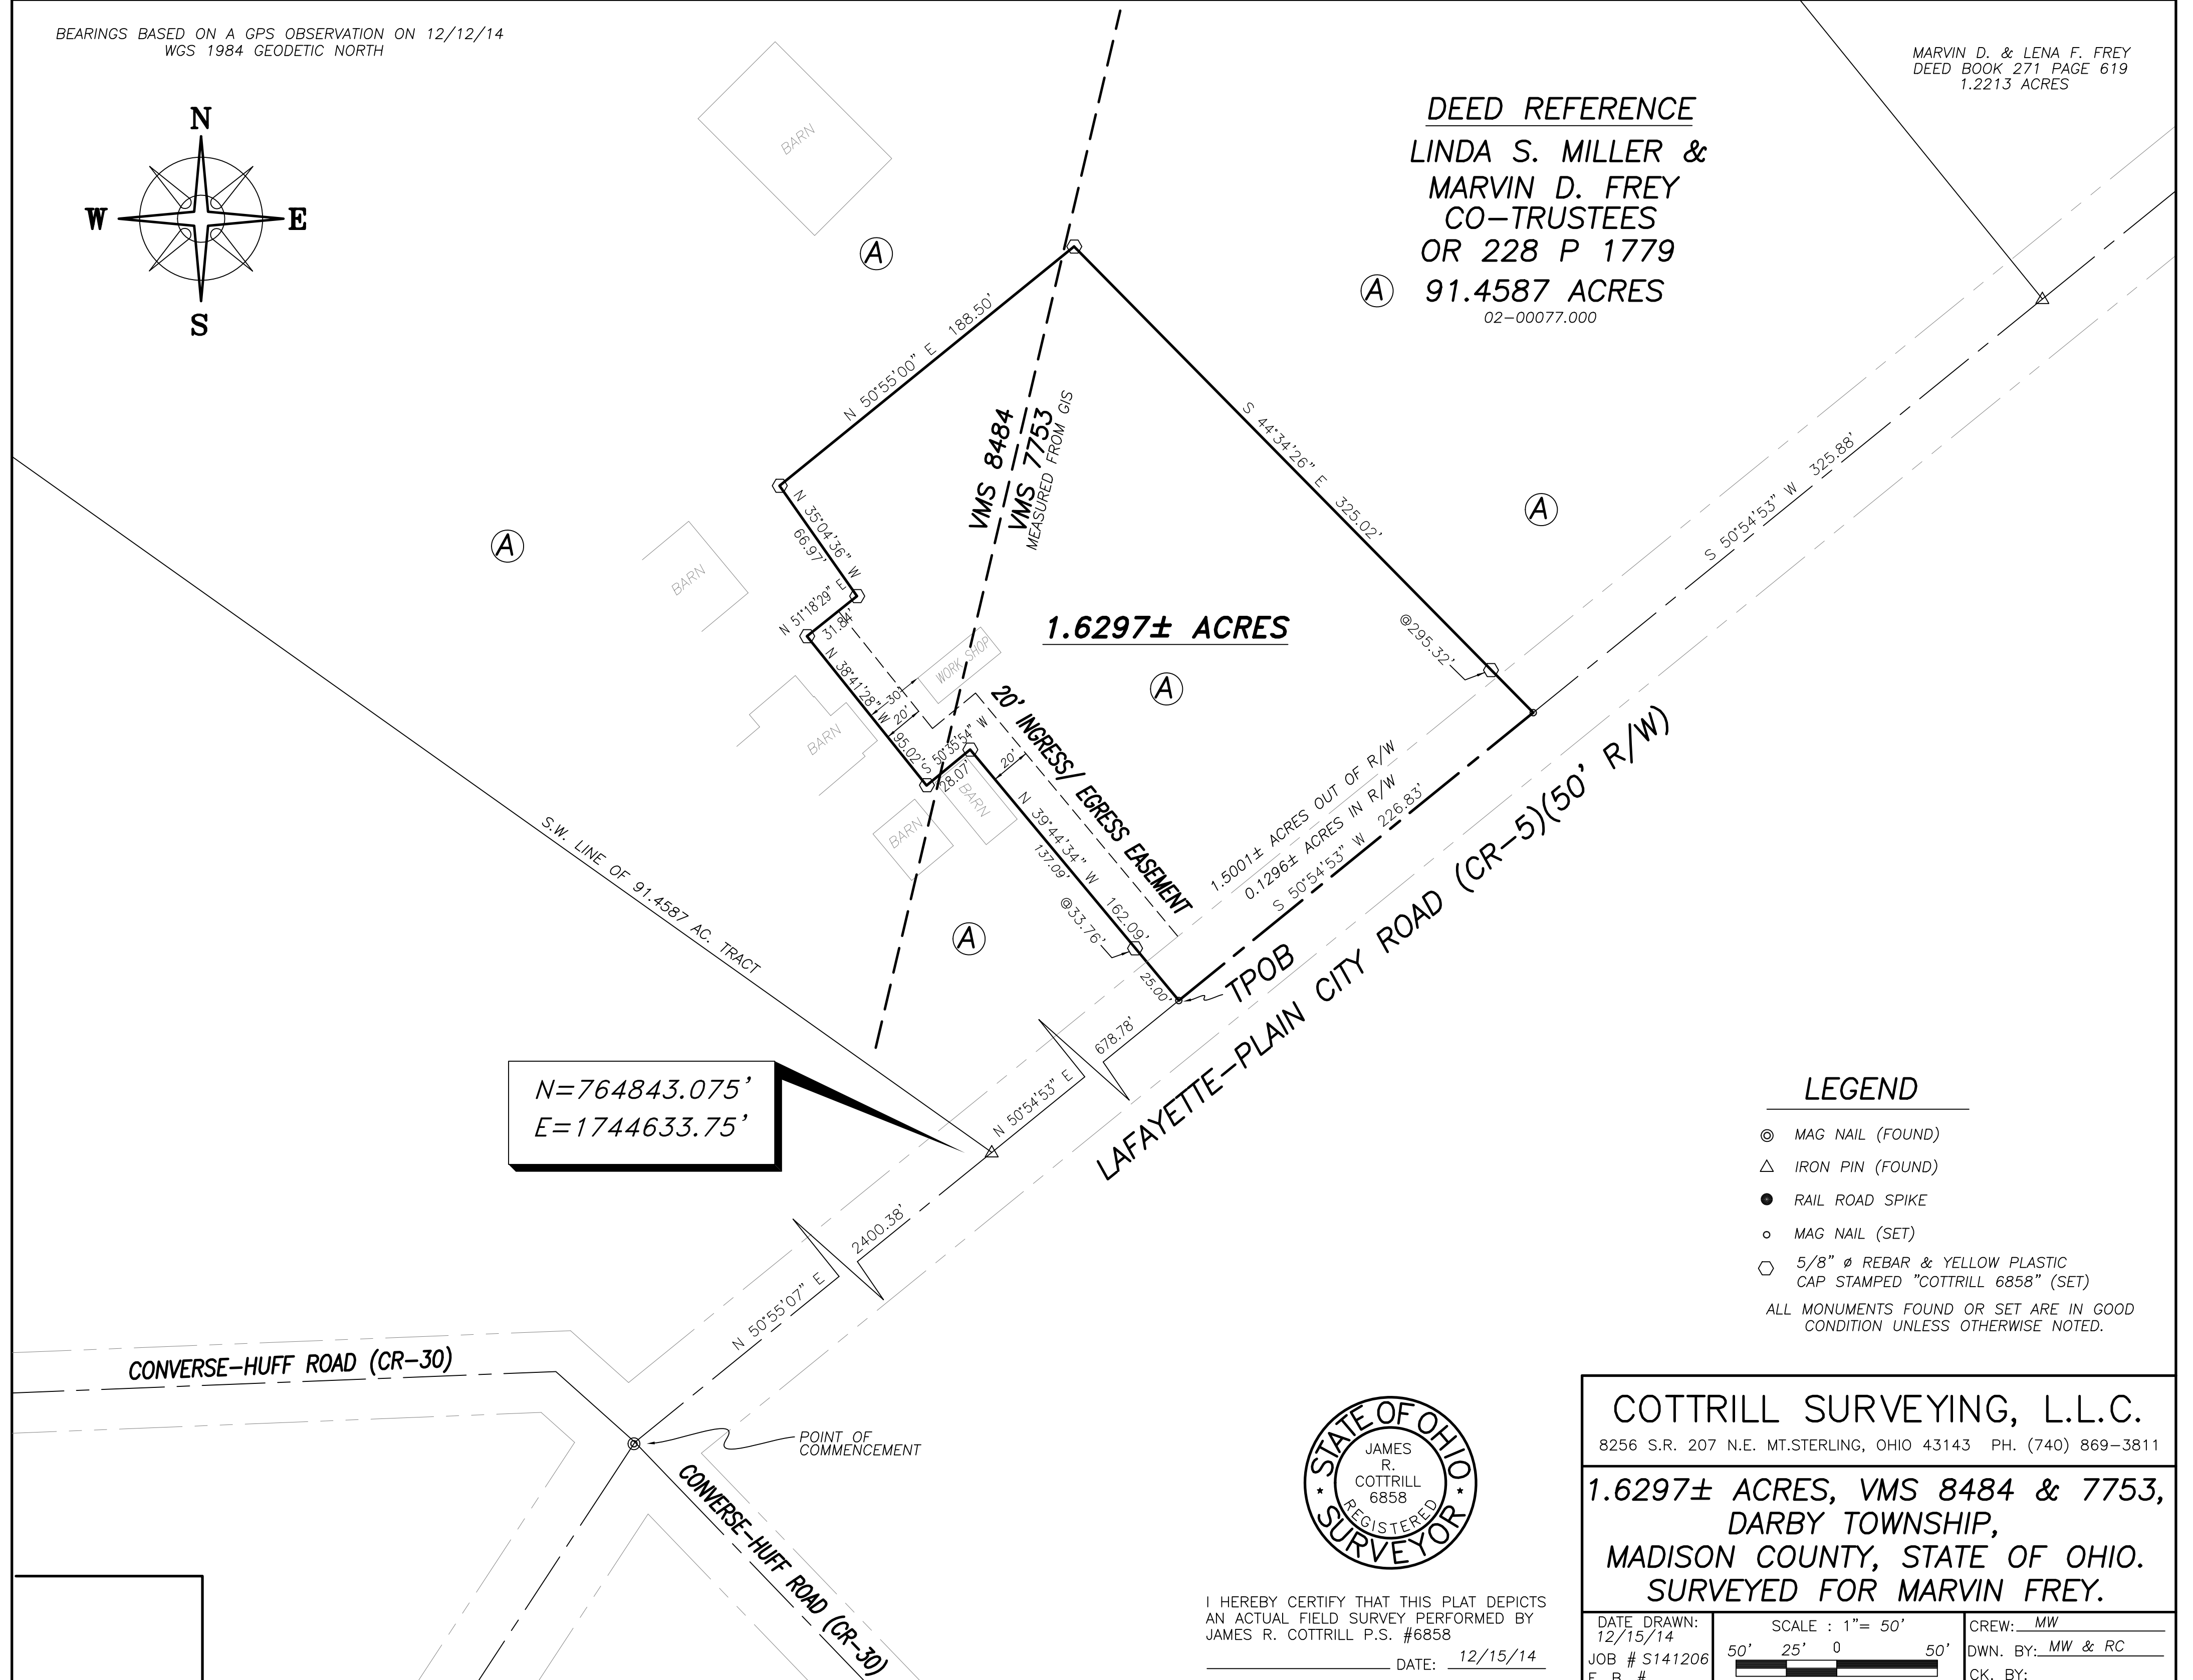 BEARINGS BASED ON A GPS OBSERVATION ON 12/12/14
WGS 1984 GEODETIC NORTH
N
W
E
S
MARVIN D. & LENA F. FREY
DEED BOOK 271 PAGE 619
1.2213 ACRES
DEED REFERENCE
LINDA S. MILLER &
MARVIN D. FREY
CO-TRUSTEES
OR 228 P 1779
A 91.4587 ACRES
02-00077.000
BARN
A
N 50°55'00" E 188.50'
VMS 8484
VMS 7753
MEASURED FROM GIS
S 44°34'26" E 325.02'
S 50°54'53" W 325.88'
A
A
BARN
N 35°04'36" W
66.97'
N 51°18'29" E
31.84'
1.6297± ACRES
A
@295.32'
WORK SHOP
N 38°41'28" W 95.02'
30'
20'
BARN
S 50°35'54" W
28.07'
BARN
BARN
20'
20' INGRESS/ EGRESS EASEMENT
N 39°44'34" W 162.09'
137.09'
@33.76'
25.00'
1.5001± ACRES OUT OF R/W
0.1296± ACRES IN R/W
S 50°54'53" W 226.83'
TPOB
LAFAYETTE-PLAIN CITY ROAD (CR-5)(50' R/W)
S.W. LINE OF 91.4587 AC. TRACT
A
N=764843.075'
E=1744633.75'
N 50°54'53" E
678.78'
N 50°55'07" E
2400.38'
CONVERSE-HUFF ROAD (CR-30)
POINT OF
COMMENCEMENT
CONVERSE-HUFF ROAD (CR-30)
LEGEND
MAG NAIL (FOUND)
IRON PIN (FOUND)
RAIL ROAD SPIKE
MAG NAIL (SET)
5/8" ø REBAR & YELLOW PLASTIC
CAP STAMPED "COTTRILL 6858" (SET)
ALL MONUMENTS FOUND OR SET ARE IN GOOD
CONDITION UNLESS OTHERWISE NOTED.
STATE OF OHIO
JAMES
R.
COTTRILL
6858
REGISTERED
SURVEYOR
I HEREBY CERTIFY THAT THIS PLAT DEPICTS
AN ACTUAL FIELD SURVEY PERFORMED BY
JAMES R. COTTRILL P.S. #6858
DATE: 12/15/14
COTTRILL SURVEYING, L.L.C.
8256 S.R. 207 N.E. MT.STERLING, OHIO 43143 PH. (740) 869-3811
1.6297± ACRES, VMS 8484 & 7753,
DARBY TOWNSHIP,
MADISON COUNTY, STATE OF OHIO.
SURVEYED FOR MARVIN FREY.
DATE DRAWN:
12/15/14
JOB # S141206
F. B. #
SCALE : 1"= 50'
50' 25' 0 50'
CREW: MW
DWN. BY: MW & RC
CK. BY: